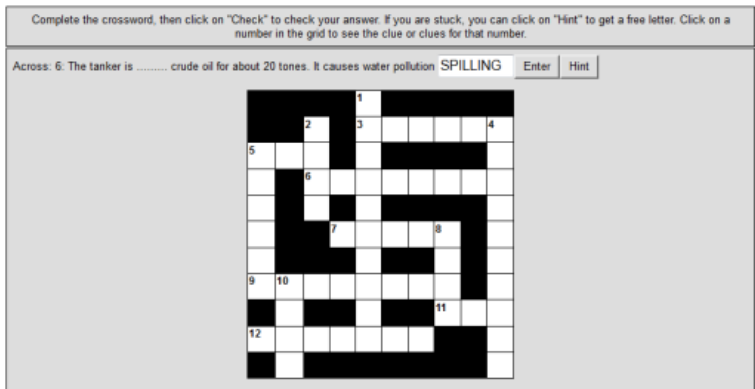 Complete the crossword, then click on "Check" to check your answer. If you are stuck, you can click on "Hint" to get a free letter. Click on a
number in the grid to see the clue or clues for that number.
Across: 6: The tanker is .......... crude oil for about 20 tones. It causes water pollution SPILLING Enter Hint
1
2 3 4
5
6
7 8
9 10
11
12